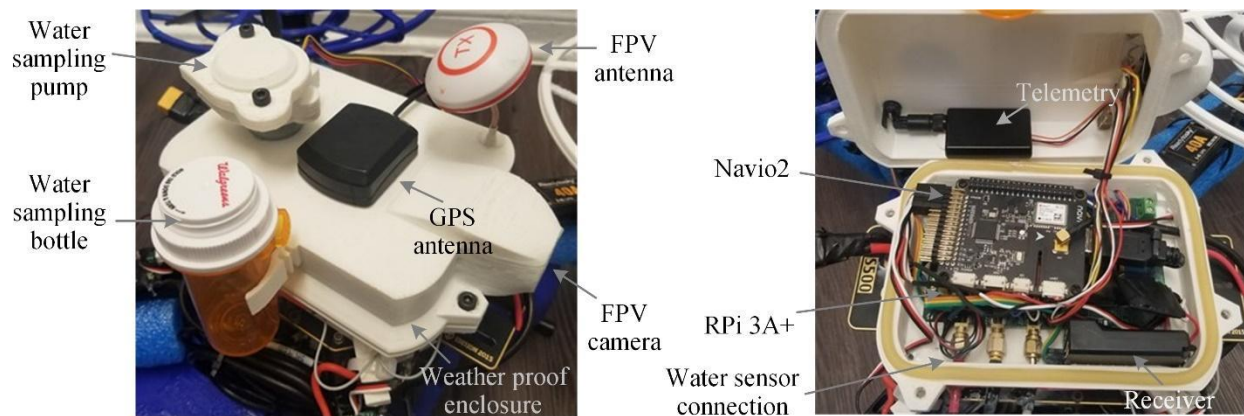 Water
sampling
pump
FPV
antenna
TX
Walgreens
Water
sampling
bottle
GPS
antenna
40A
FPV
camera
Weather proof
enclosure
Telemetry
40A
Navio2
S500
RPi 3A+
Water sensor
connection
Receiver